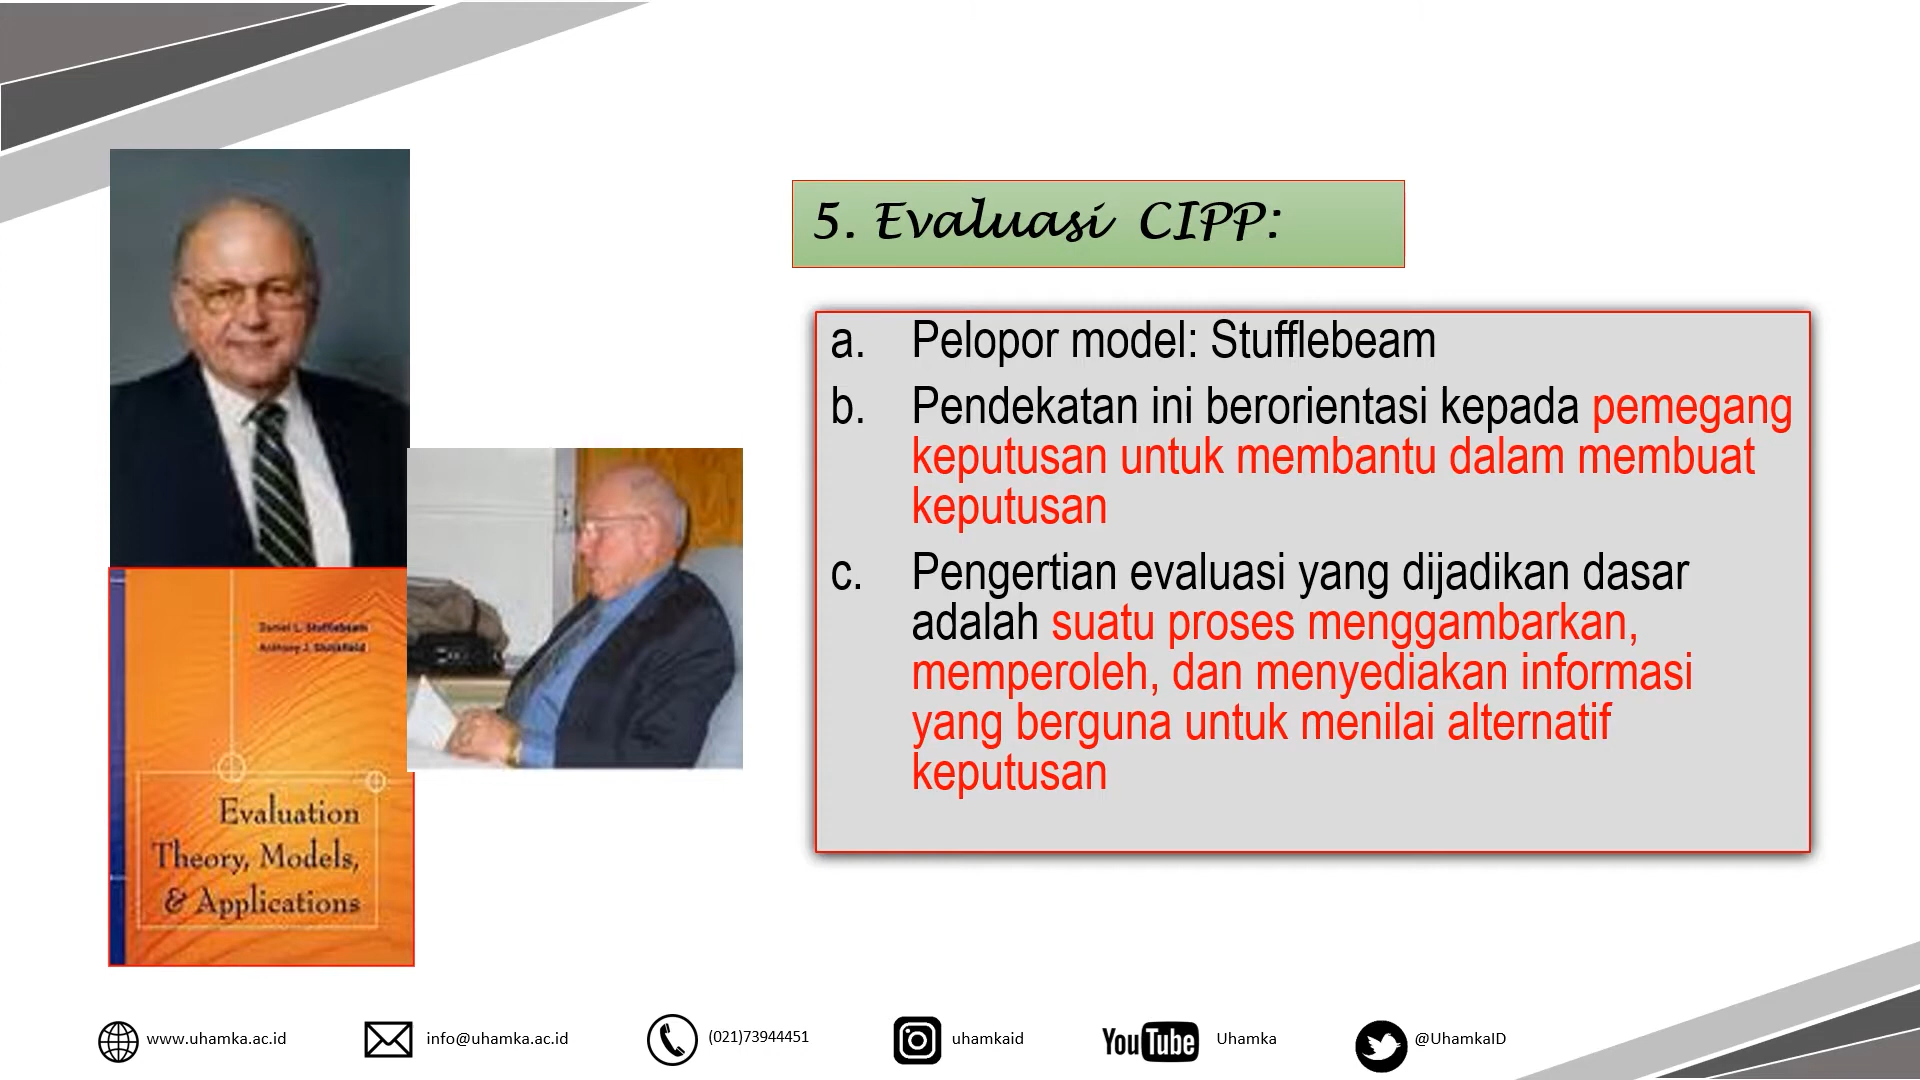 5. Evaluasi CIPP:
a. Pelopor model: Stufflebeam
b. Pendekatan ini berorientasi kepada pemegang
keputusan untuk membantu dalam membuat
keputusan
c. Pengertian evaluasi yang dijadikan dasar
adalah suatu proses menggambarkan,
memperoleh, dan menyediakan informasi
yang berguna untuk menilai alternatif
keputusan
Daniel L. Stufflebeam
Anthony J. Shinkfield
Evaluation
Theory, Models,
& Applications
www.uhamka.ac.id
info@uhamka.ac.id
(021)73944451
uhamkaid
YouTube Uhamka
@UhamkaID